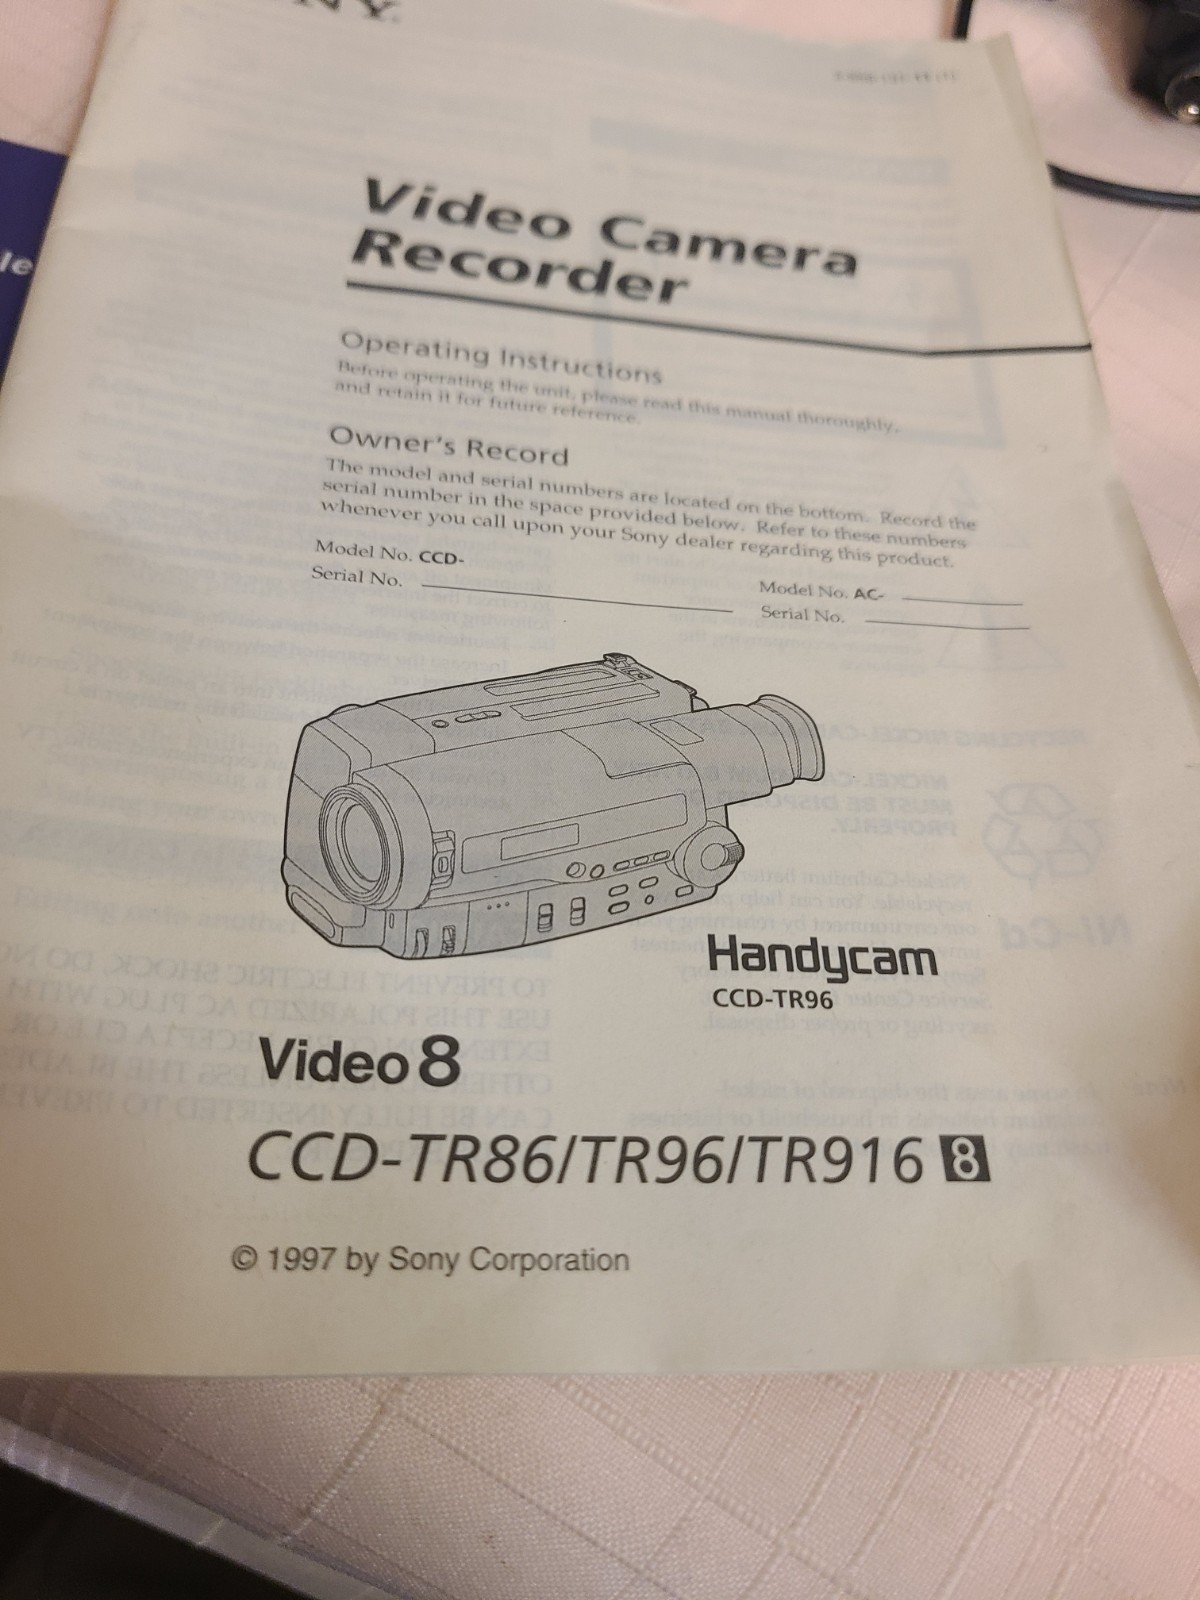 Video Camera
Recorder
Operating Instructions
Before operating the unit, please read this manual thoroughly,
and retain it for future reference.
Owner's Record
The model and serial numbers are located on the bottom. Record the
serial number in the space provided below. Refer to these numbers
whenever you call upon your Sony dealer regarding this product.
Model No. CCD-
Serial No.
Model No. AC-
Serial No.
Handycam
CCD-TR96
Video 8
CCD-TR86/TR96/TR916 8
© 1997 by Sony Corporation
le